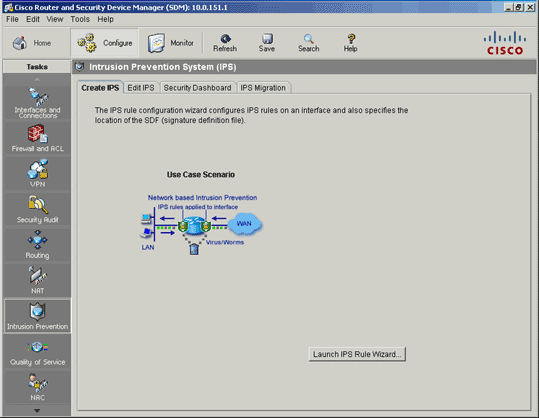 Cisco Router and Security Device Manager (SDM): 10.0.151.1
File Edit View Tools Help
Home
Configure
Monitor
Refresh
Save
Search
Help
CISCO
Tasks
Intrusion Prevention System (IPS)
Create IPS
Edit IPS
Security Dashboard
IPS Migration
Interfaces and
Connections
Firewall and ACL
VPN
Security Audit
Routing
NAT
Intrusion Prevention
Quality of Service
NAC
The IPS rule configuration wizard configures IPS rules on an interface and also specifies the
location of the SDF (signature definition file).
Use Case Scenario
Network based Intrusion Prevention
IPS rules applied to interface
WAN
LAN
Virus/Worms
Launch IPS Rule Wizard...